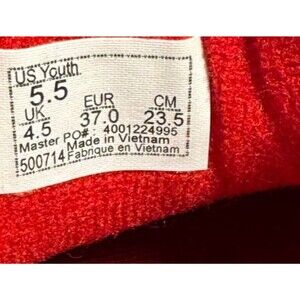 US Youth
5.5
UK EUR CM
4.5 37.0 23.5
Master PO#: 4001224995
Made in Vietnam
500714 Fabrique en Vietnam